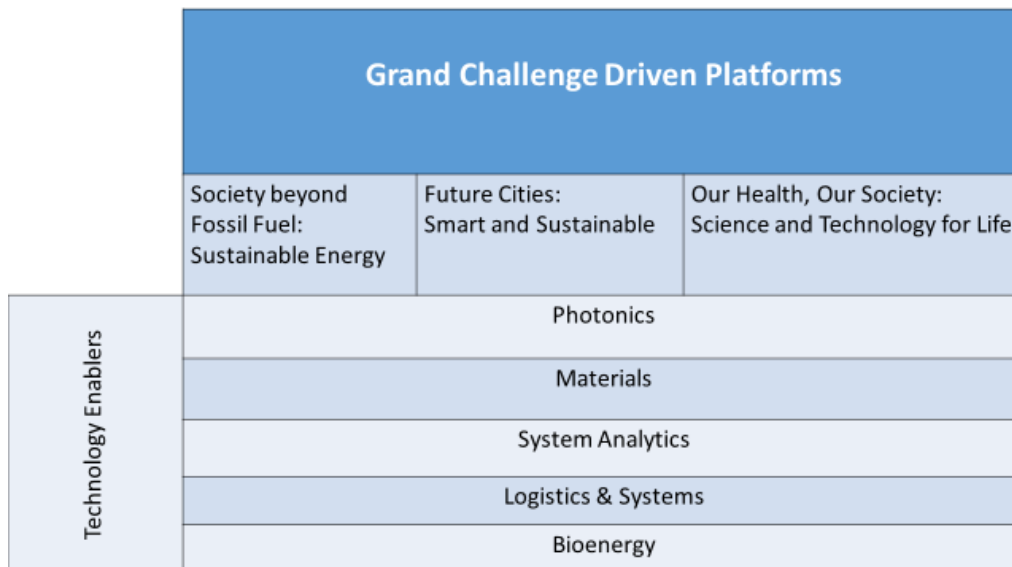 Grand Challenge Driven Platforms
Society beyond
Fossil Fuel:
Sustainable Energy
Future Cities:
Smart and Sustainable
Our Health, Our Society:
Science and Technology for Life
Technology Enablers
Photonics
Materials
System Analytics
Logistics & Systems
Bioenergy